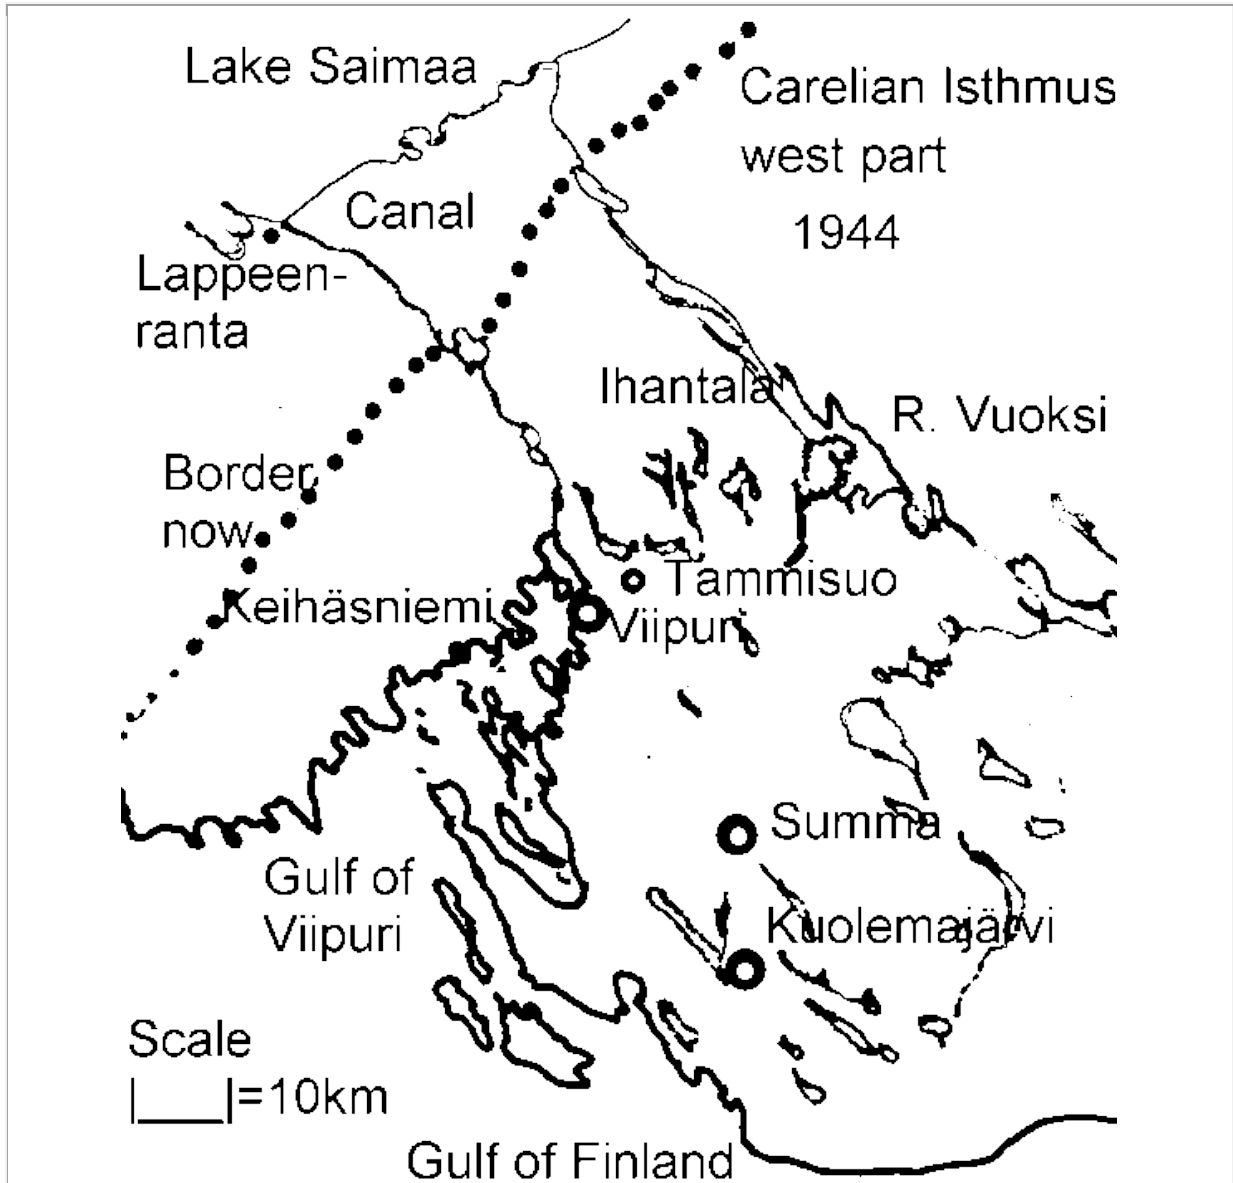 Lake Saimaa
Carelian Isthmus
west part
1944
Canal
Lappeen-
ranta
Ihantala
R. Vuoksi
Border
now
Tammisuo
Keihäsniemi
Viipuri
Summa
Gulf of
Viipuri
Kuolemajärvi
Scale
|____|=10km
Gulf of Finland